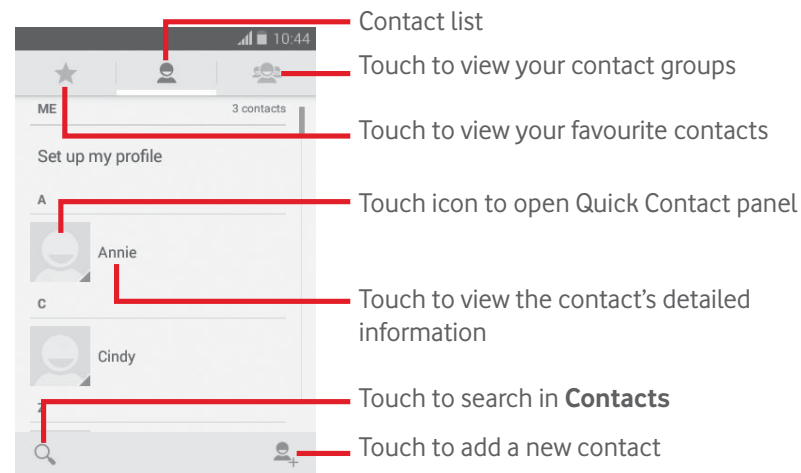 Contact list
10:44
Touch to view your contact groups
ME
3 contacts
Touch to view your favourite contacts
Set up my profile
A
Touch icon to open Quick Contact panel
Annie
C
Touch to view the contact's detailed
information
Cindy
Z
Touch to search in Contacts
Touch to add a new contact